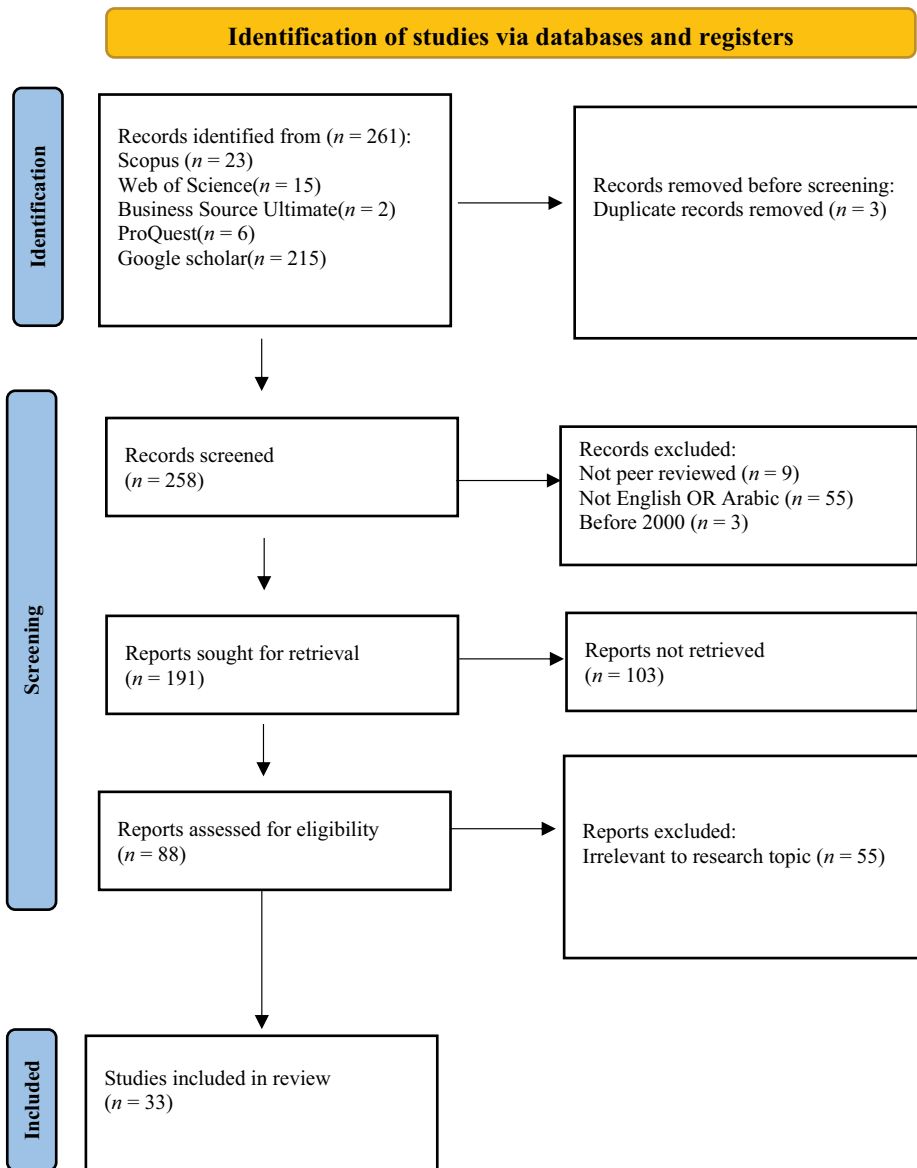 Identification of studies via databases and registers
Identification
Records identified from (n = 261):
Scopus (n = 23)
Web of Science(n = 15)
Business Source Ultimate(n = 2)
ProQuest(n = 6)
Google scholar(n = 215)
Records removed before screening:
Duplicate records removed (n = 3)
Screening
Records screened
(n = 258)
Records excluded:
Not peer reviewed (n = 9)
Not English OR Arabic (n = 55)
Before 2000 (n = 3)
Reports sought for retrieval
(n = 191)
Reports not retrieved
(n = 103)
Reports assessed for eligibility
(n = 88)
Reports excluded:
Irrelevant to research topic (n = 55)
Included
Studies included in review
(n = 33)